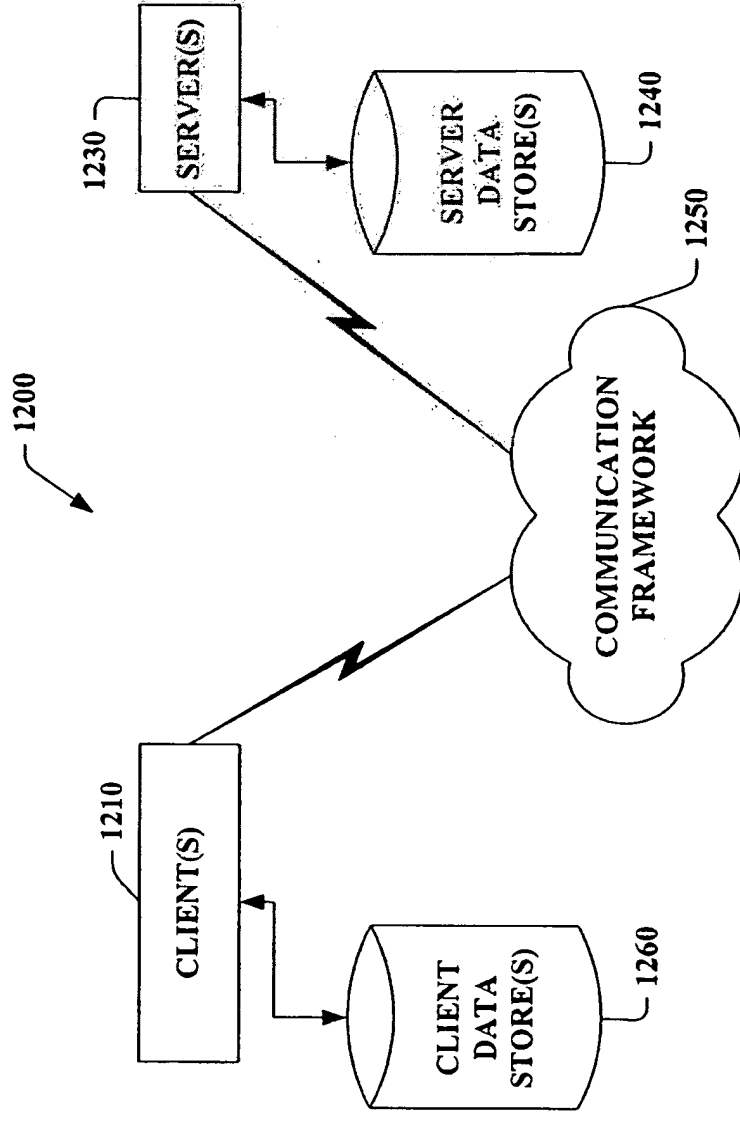 1200
1210
CLIENT(S)
1230
SERVER(S)
CLIENT
DATA
STORE(S)
1260
SERVER
DATA
STORE(S)
1240
1250
COMMUNICATION
FRAMEWORK